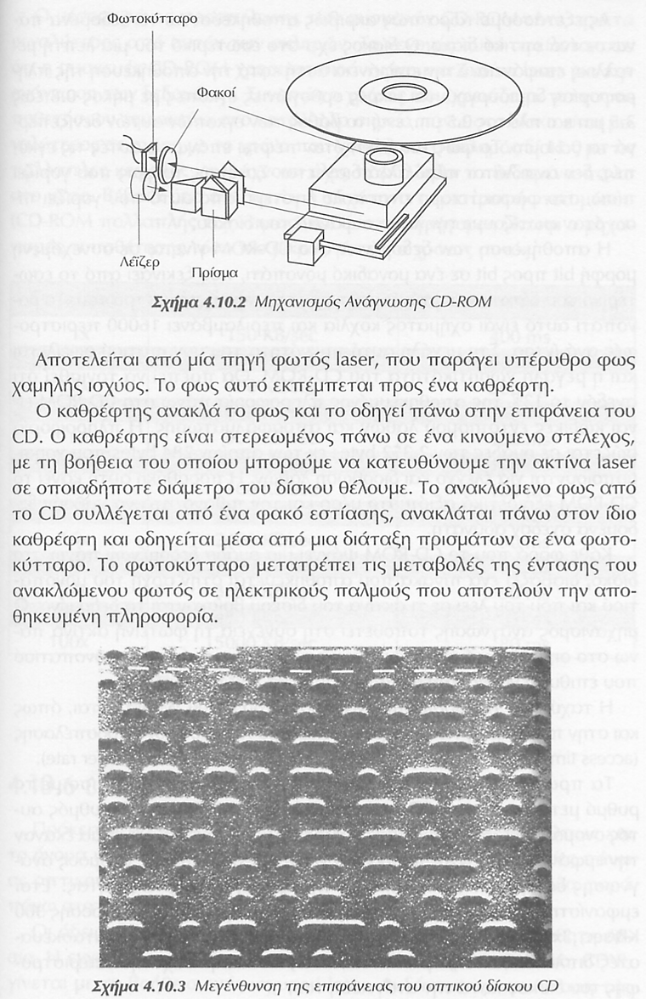 Φωτοκύτταρο
Φακοί
Λέϊζερ
Πρίσμα
Σχήμα 4.10.2 Μηχανισμός Ανάγνωσης CD-ROM
Αποτελείται από μία πηγή φωτός laser, που παράγει υπέρυθρο φως
χαμηλής ισχύος. Το φως αυτό εκπέμπεται προς ένα καθρέφτη.
Ο καθρέφτης ανακλά το φως και το οδηγεί πάνω στην επιφάνεια του
CD. Ο καθρέφτης είναι στερεωμένος πάνω σε ένα κινούμενο στέλεχος,
με τη βοήθεια του οποίου μπορούμε να κατευθύνουμε την ακτίνα laser
σε οποιαδήποτε διάμετρο του δίσκου θέλουμε. Το ανακλώμενο φως από
το CD συλλέγεται από ένα φακό εστίασης, ανακλάται πάνω στον ίδιο
καθρέφτη και οδηγείται μέσα από μια διάταξη πρισμάτων σε ένα φωτο-
κύτταρο. Το φωτοκύτταρο μετατρέπει τις μεταβολές της έντασης του
ανακλώμενου φωτός σε ηλεκτρικούς παλμούς που αποτελούν την απο-
θηκευμένη πληροφορία.
Σχήμα 4.10.3 Μεγένθυνση της επιφάνειας του οπτικού δίσκου CD